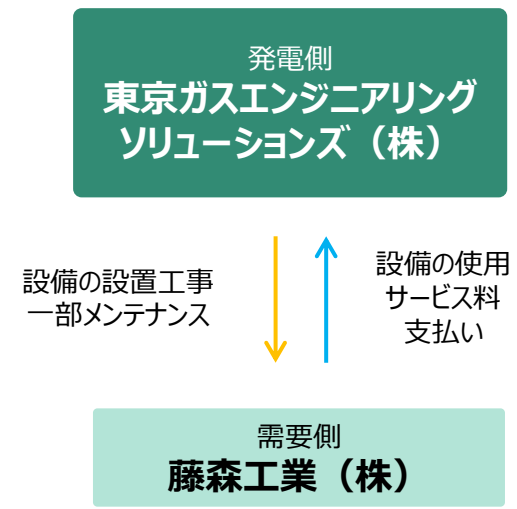 発電側
東京ガスエンジニアリング
ソリューションズ（株）
設備の設置工事
一部メンテナンス
設備の使用
サービス料
支払い
需要側
藤森工業（株）